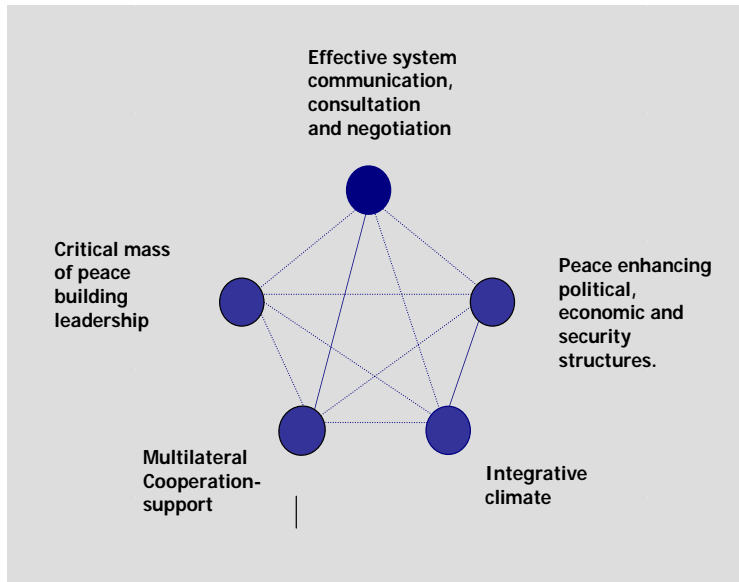 Effective system
communication,
consultation
and negotiation
Critical mass
of peace
building
leadership
Peace enhancing
political,
economic and
security
structures.
Multilateral
Cooperation-
support
Integrative
climate